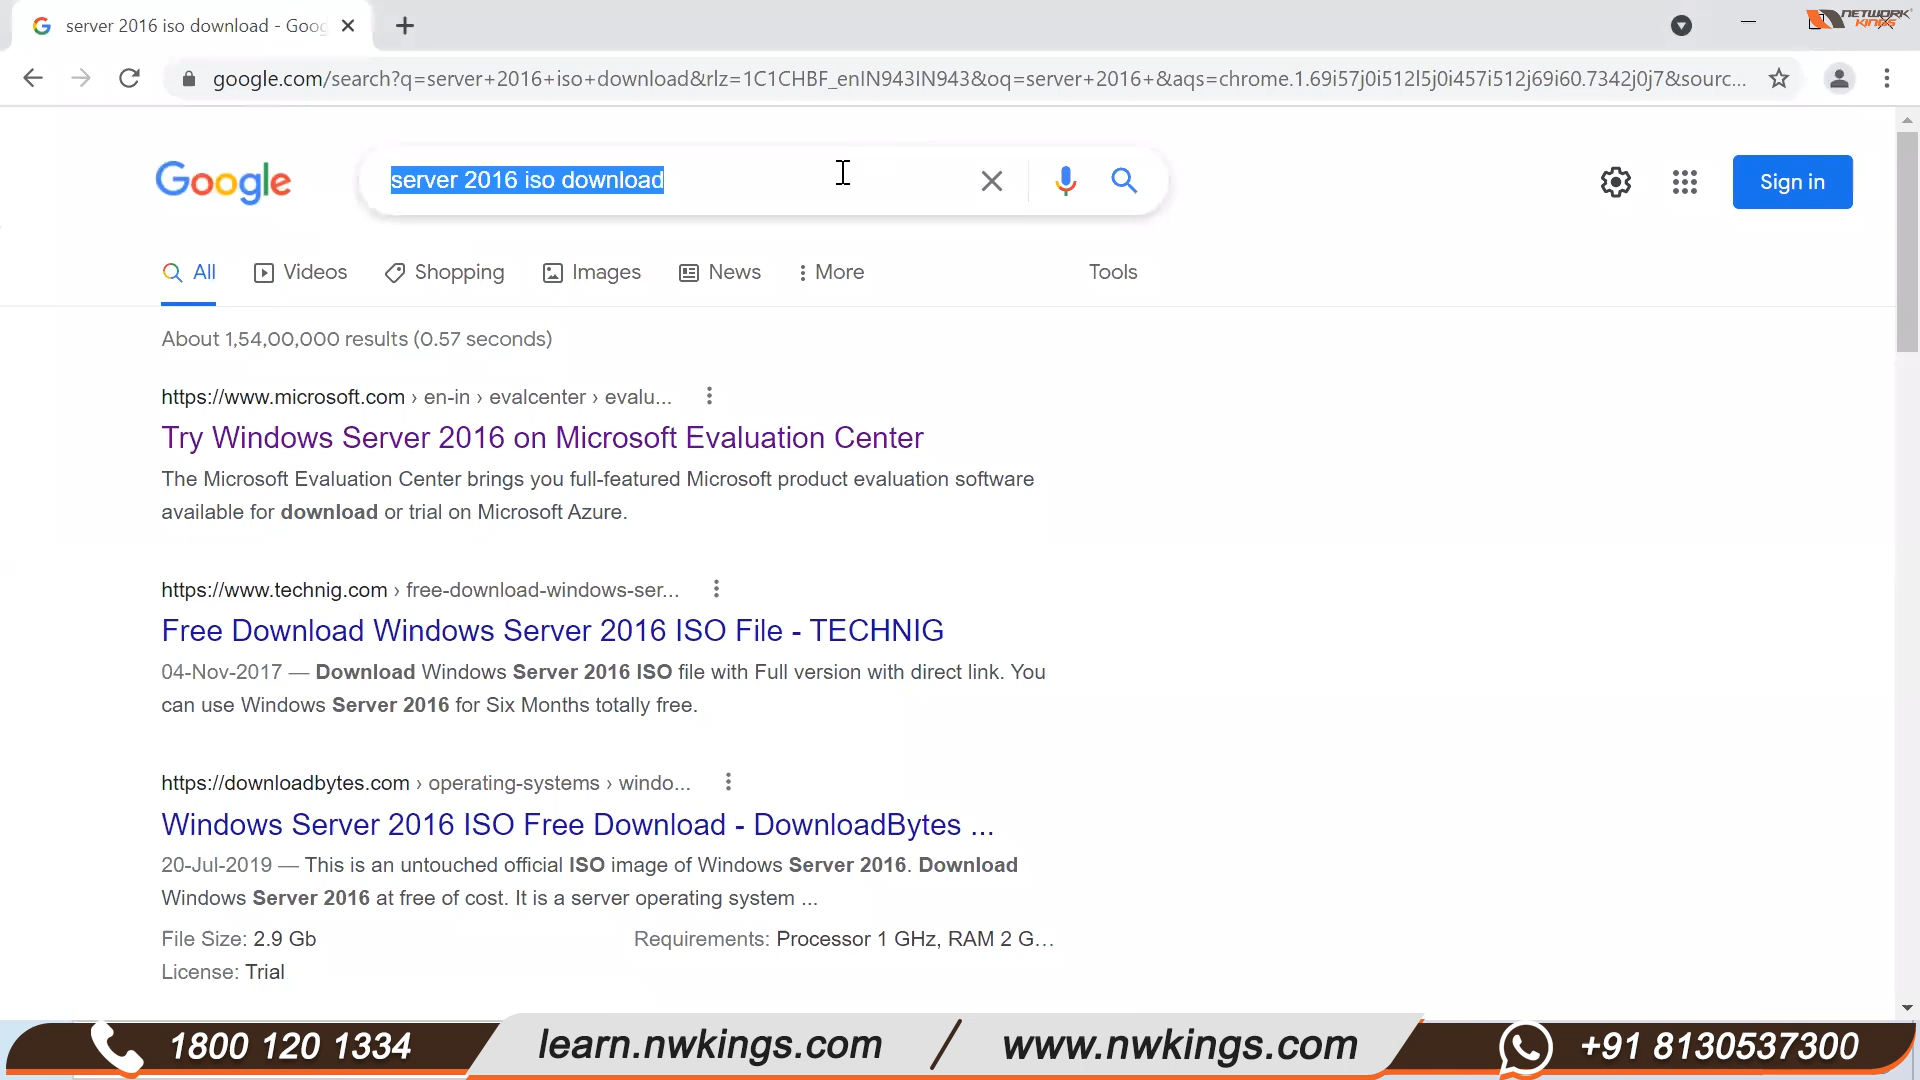 server 2016 iso download - Goog
NETWORK
KINGS
google.com/search?q=server+2016+iso+download&rlz=1C1CHBF_enIN943IN943&oq=server+2016+&aqs=chrome.1.69i57j0i512l5j0i457i512j69i60.7342j0j7&sourc...
Google
server 2016 iso download
Sign in
All
Videos
Shopping
Images
News
More
Tools
About 1,54,00,000 results (0.57 seconds)
https://www.microsoft.com › en-in › evalcenter › evalu...
Try Windows Server 2016 on Microsoft Evaluation Center
The Microsoft Evaluation Center brings you full-featured Microsoft product evaluation software
available for download or trial on Microsoft Azure.
https://www.technig.com › free-download-windows-ser...
Free Download Windows Server 2016 ISO File - TECHNIG
04-Nov-2017 — Download Windows Server 2016 ISO file with Full version with direct link. You
can use Windows Server 2016 for Six Months totally free.
https://downloadbytes.com › operating-systems › windo...
Windows Server 2016 ISO Free Download - DownloadBytes ...
20-Jul-2019 — This is an untouched official ISO image of Windows Server 2016. Download
Windows Server 2016 at free of cost. It is a server operating system ...
File Size: 2.9 Gb
Requirements: Processor 1 GHz, RAM 2 G...
License: Trial
1800 120 1334
learn.nwkings.com / www.nwkings.com
+91 8130537300